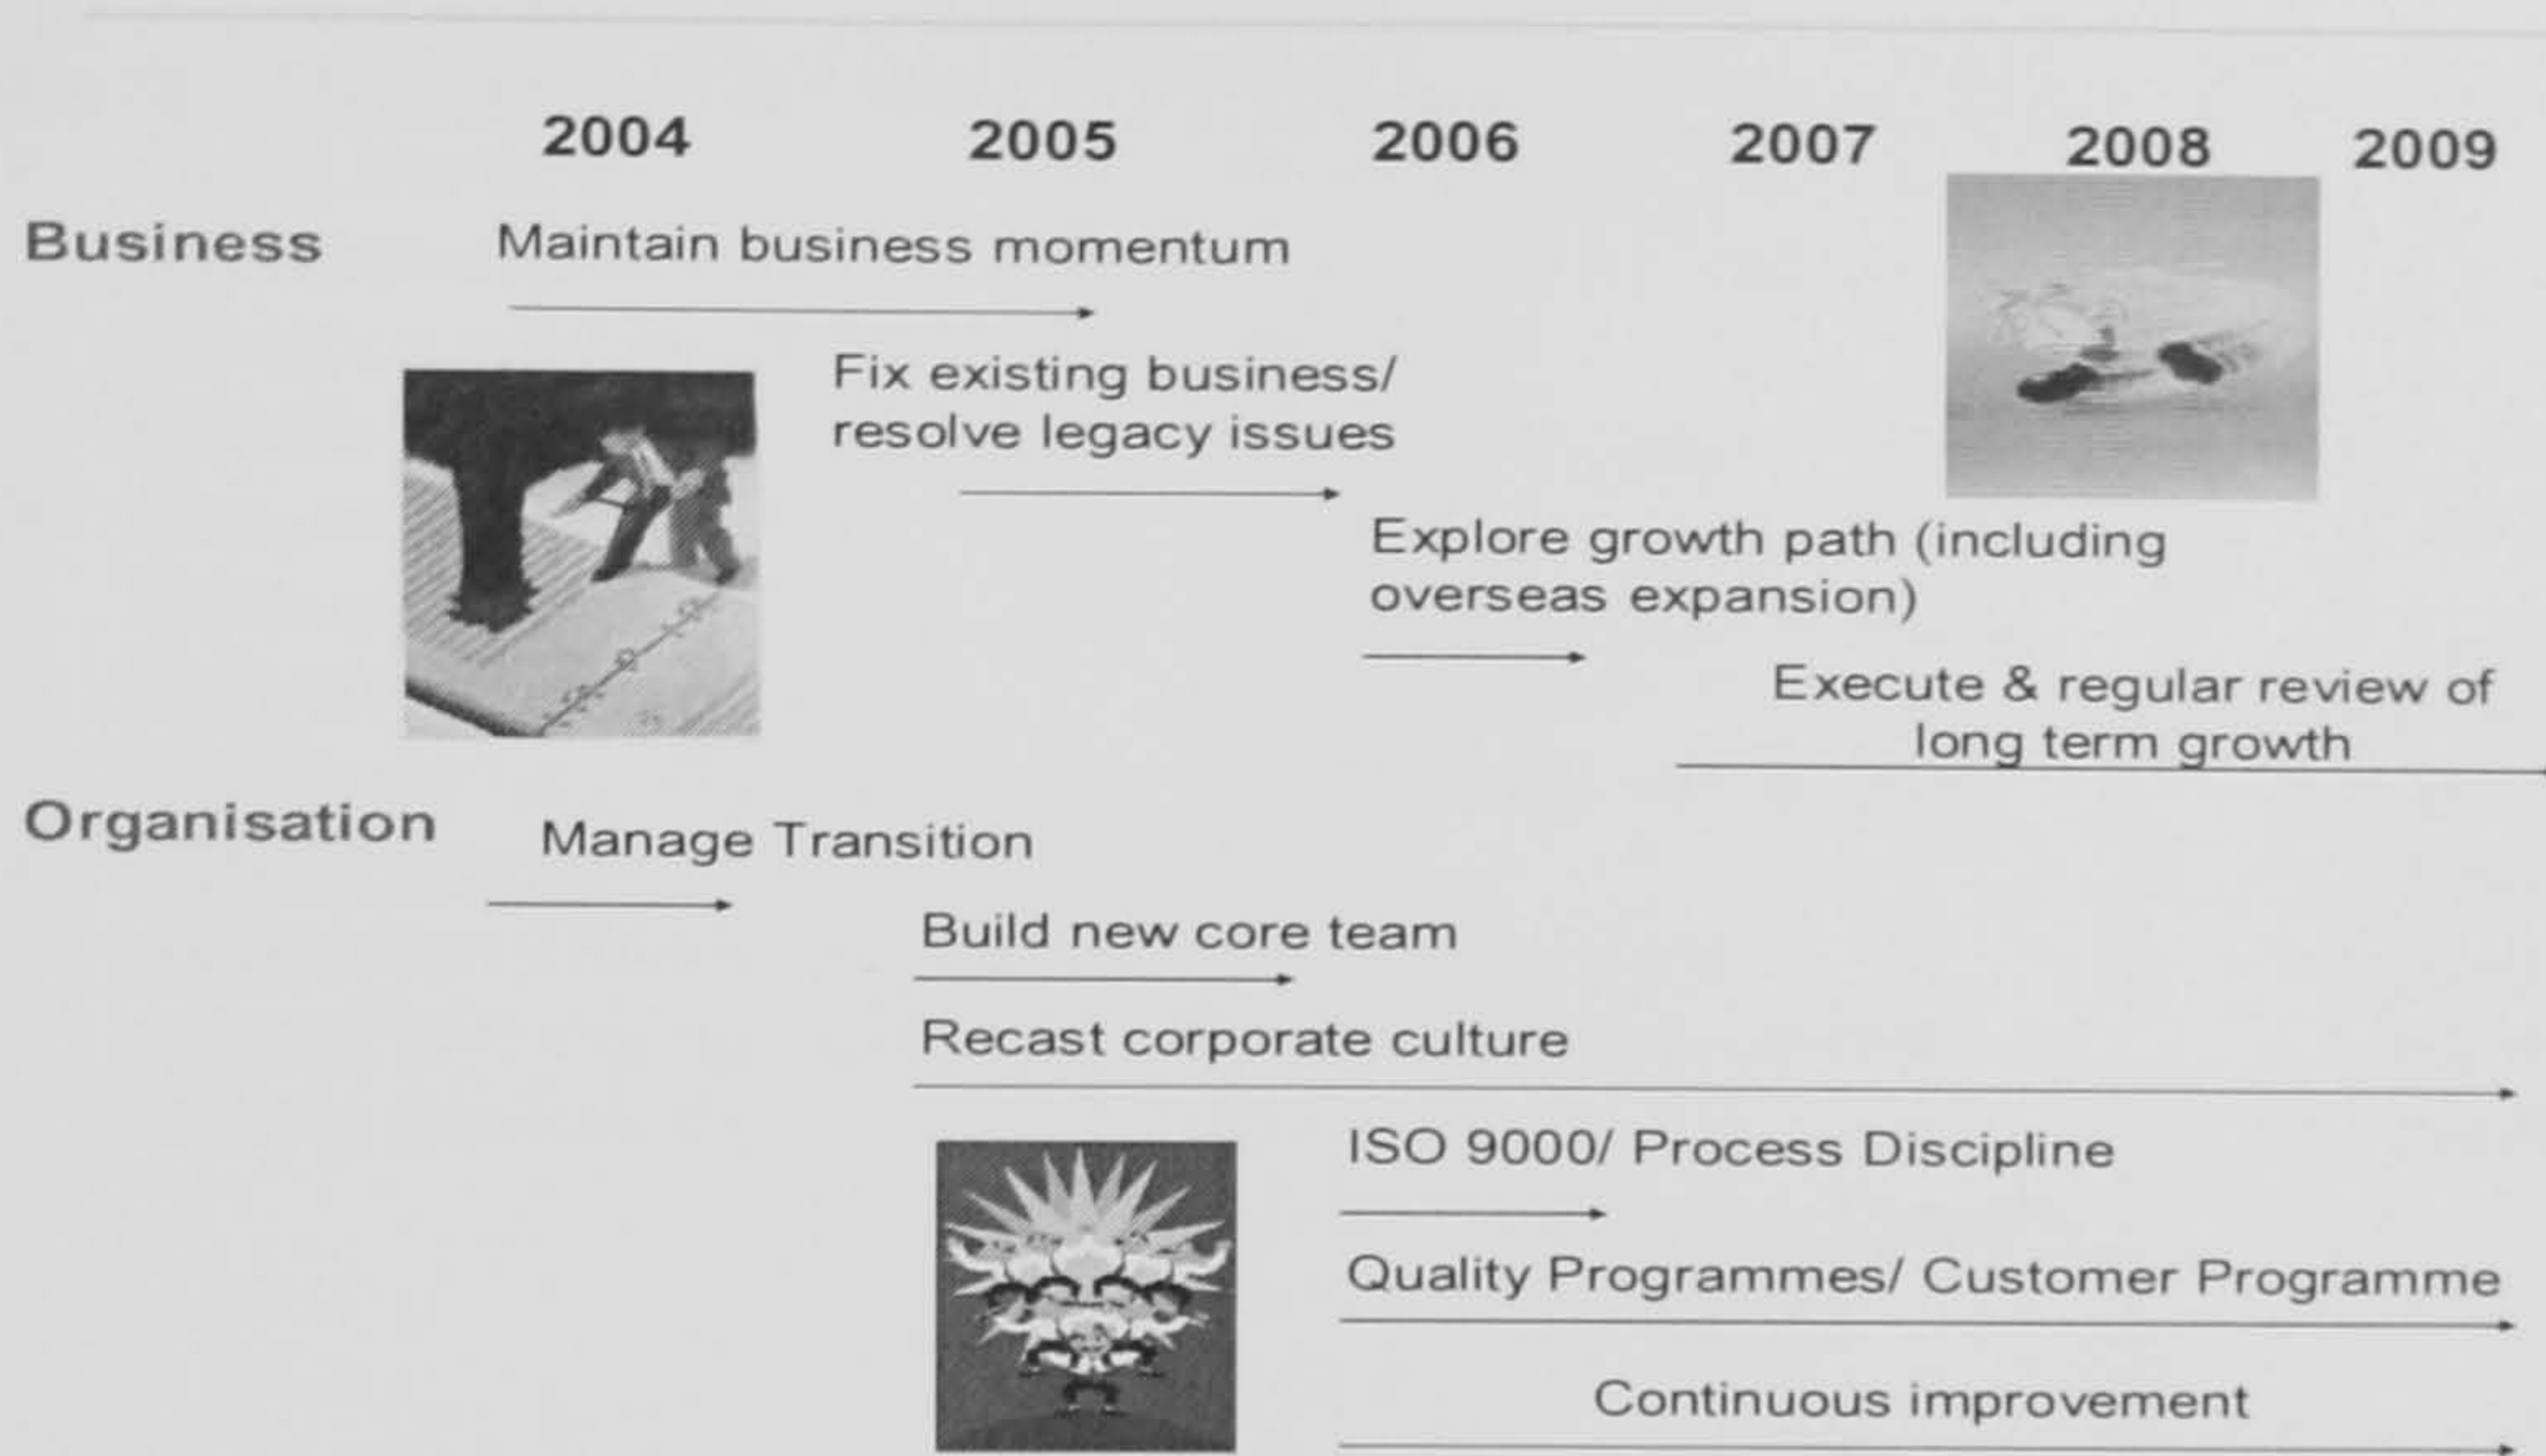 2004 2005 2006 2007 2008 2009
Business
Maintain business momentum
Fix existing business/
resolve legacy issues
Explore growth path (including
overseas expansion)
Execute & regular review of
long term growth
Organisation
Manage Transition
Build new core team
Recast corporate culture
ISO 9000/ Process Discipline
Quality Programmes/ Customer Programme
Continuous improvement